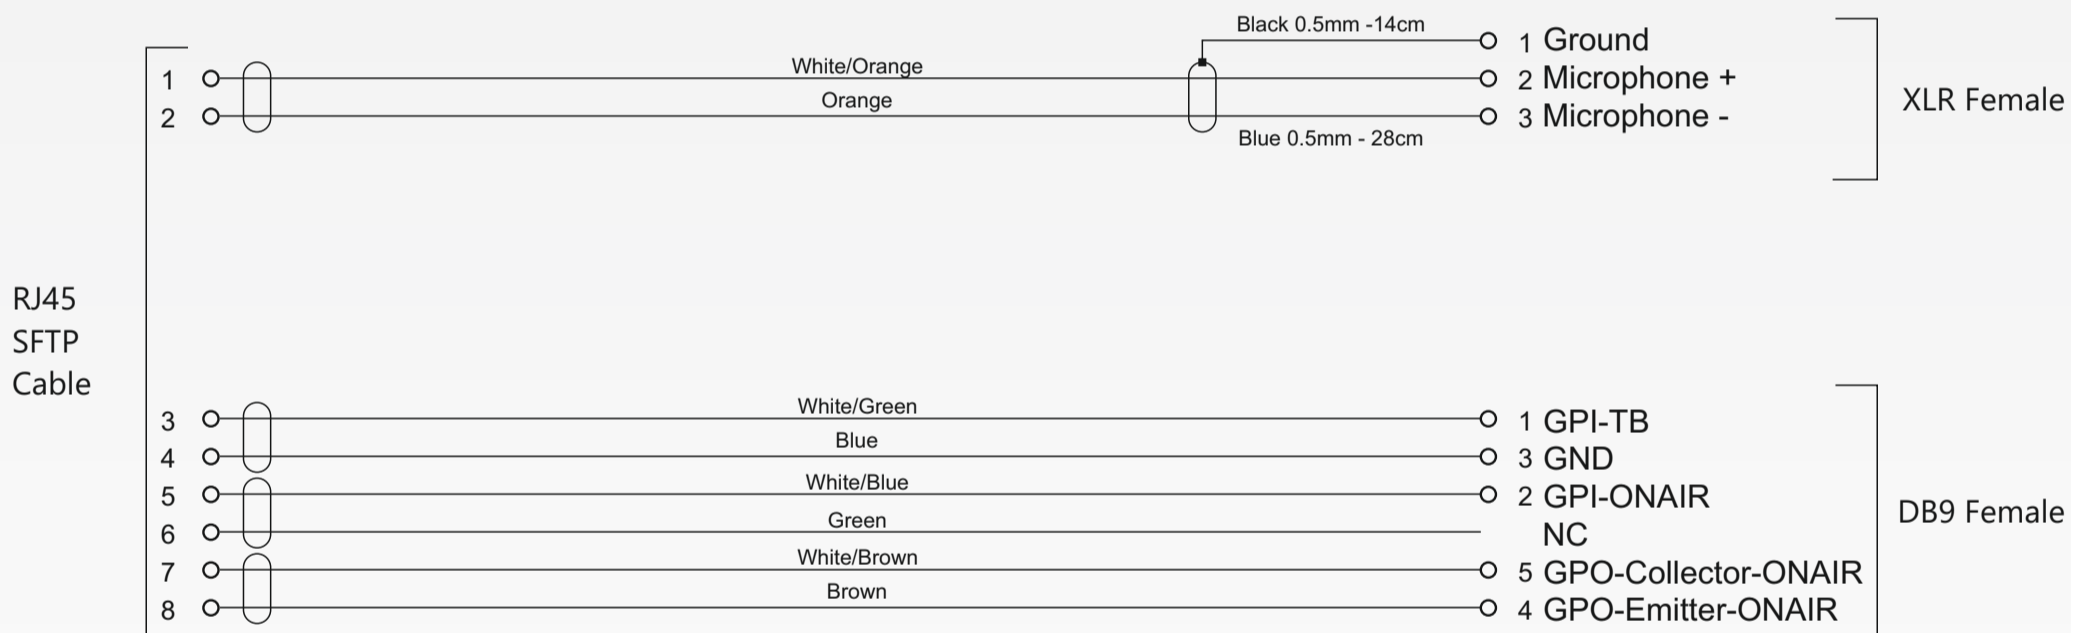 Black 0.5mm -14cm
1 Ground
1 White/Orange 2 Microphone +
2 Orange 3 Microphone -
XLR Female
Blue 0.5mm - 28cm
RJ45
SFTP
Cable
3 White/Green 1 GPI-TB
4 Blue 3 GND
5 White/Blue 2 GPI-ONAIR
6 Green NC
DB9 Female
7 White/Brown 5 GPO-Collector-ONAIR
8 Brown 4 GPO-Emitter-ONAIR